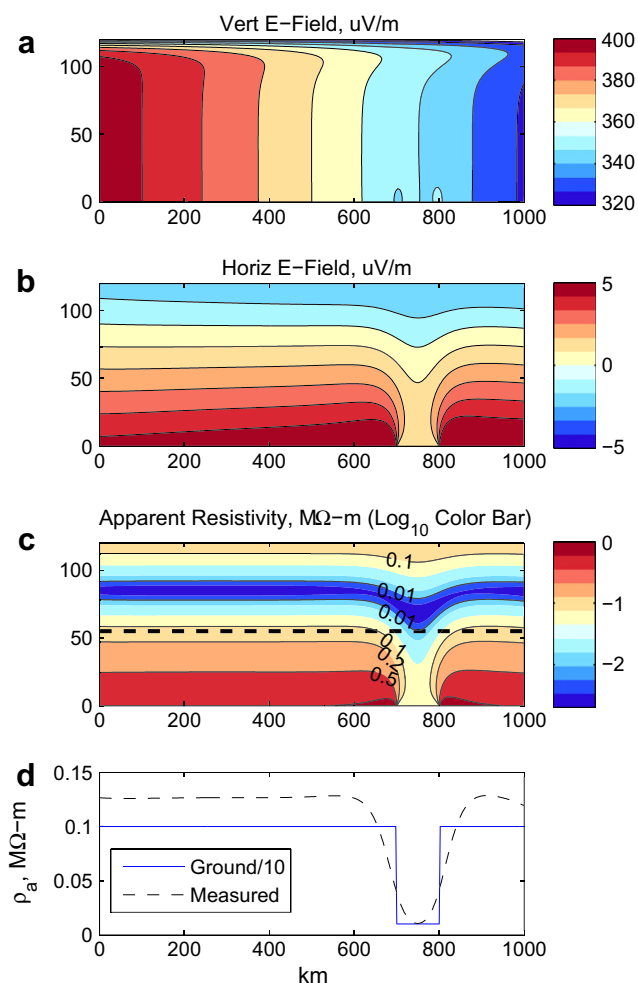 a
Vert E−Field, uV/m
100
50
0
0 200 400 600 800 1000
400
380
360
340
320
b
Horiz E−Field, uV/m
100
50
0
0 200 400 600 800 1000
5
0
−5
c
Apparent Resistivity, MΩ−m (Log10 Color Bar)
100
50
0
0.1
0.01
0.01
0.1
0.2
0.5
0 200 400 600 800 1000
0
−1
−2
d
ρa, MΩ−m
0.15
0.1
0.05
0
Ground/10
Measured
0 200 400 600 800 1000
km